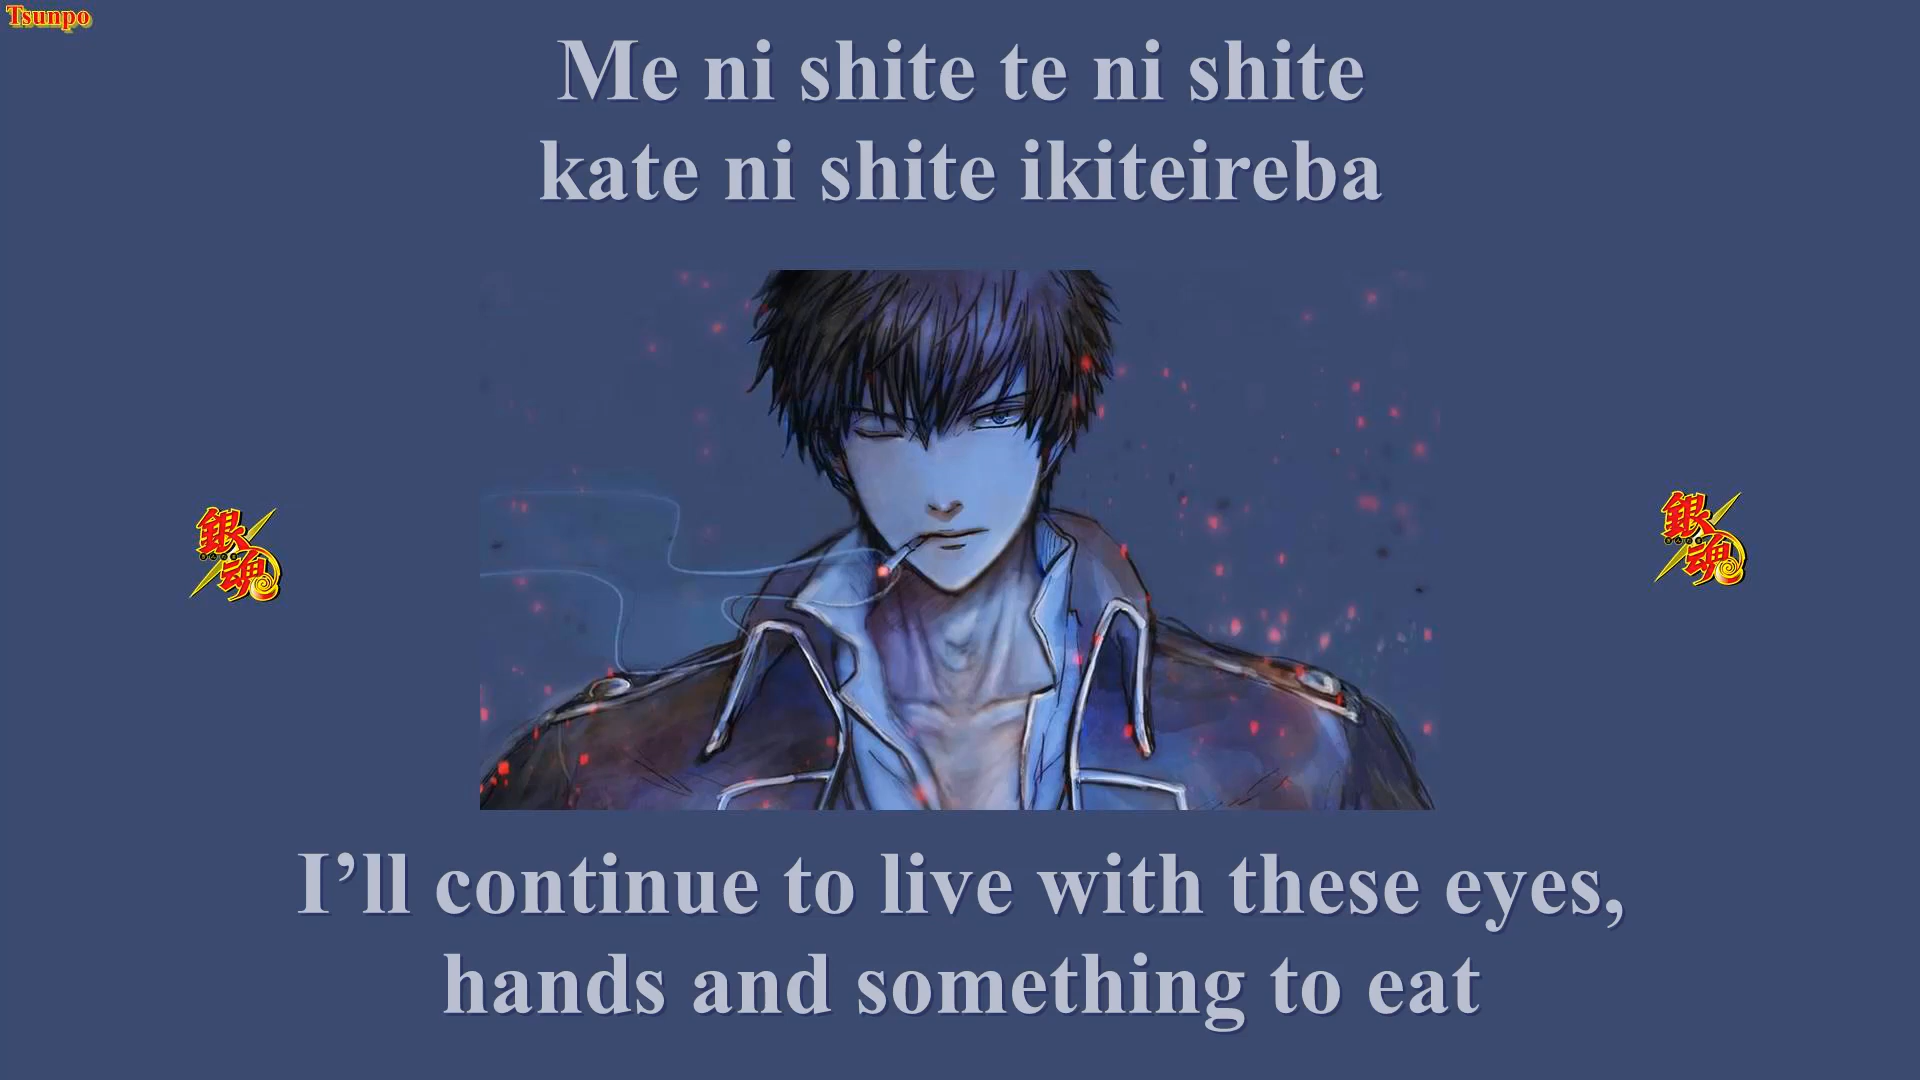 Tsunpo
Me ni shite te ni shite
kate ni shite ikiteireba
銀魂
銀魂
I’ll continue to live with these eyes,
hands and something to eat